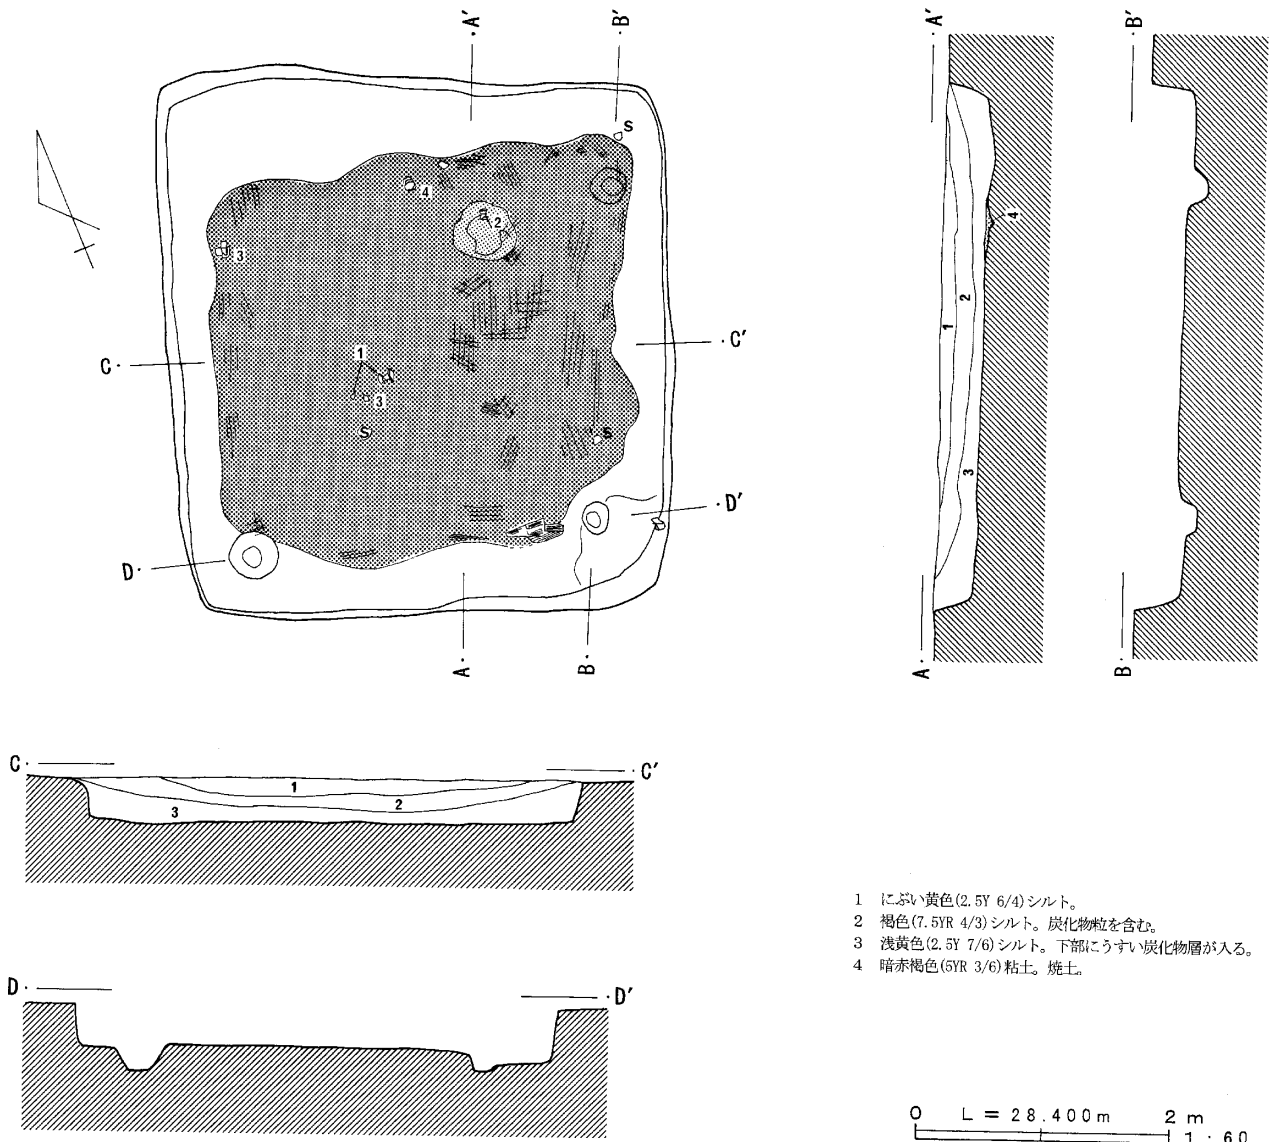 A'
B'
S
4
2
3
C
C'
1
3
S
S
D'
D
A
B
A'
B'
4
2
1
3
A
B
C
C'
1
2
3
D
D'
1 にぶい黄色(2.5Y 6/4)シルト。
2 褐色(7.5YR 4/3)シルト。炭化物粒を含む。
3 浅黄色(2.5Y 7/6)シルト。下部にうすい炭化物層が入る。
4 暗赤褐色(5YR 3/6)粘土。焼土。
0 L = 28.400m 2 m
1 : 60